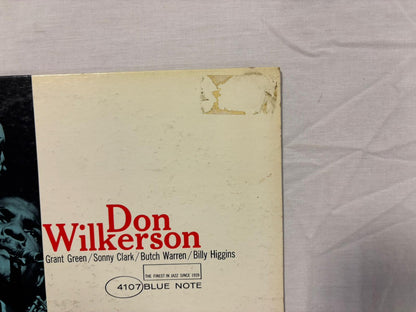 Don
Wilkerson
Grant Green/Sonny Clark/Butch Warren/Billy Higgins
THE FINEST IN JAZZ SINCE 1939
4107 BLUE NOTE